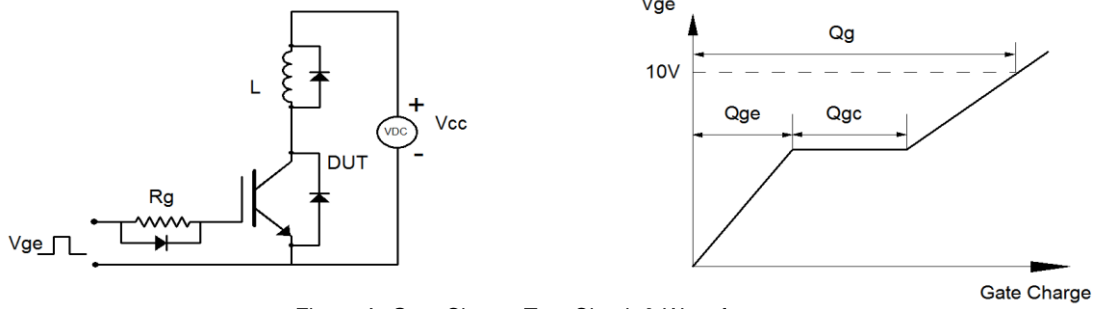 L
VDC
+
Vcc
-
DUT
Rg
Vge
Vge
Qg
10V
Qge
Qgc
Gate Charge